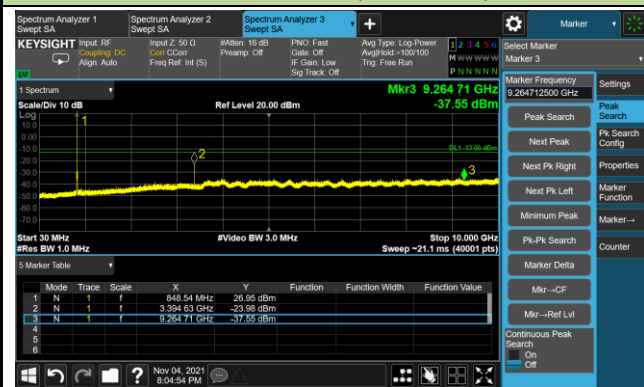 Spectrum Analyzer 1
Swept SA
Spectrum Analyzer 2
Swept SA
Spectrum Analyzer 3
Swept SA
Marker
KEYSIGHT
Input: RF
Coupling: DC
Align: Auto
Input Z: 50 Ω
Corr CCorr
Freq Ref: Int (S)
#Atten: 16 dB
Preamp: Off
PNO: Fast
Gate: Off
IF Gain: Low
Sig Track: Off
Avg Type: Log-Power
Avg|Hold:>100/100
Trig: Free Run
1 2 3 4 5 6
M W W W W W
P N N N N N
Select Marker
Marker 3
LXI
1 Spectrum
Mkr3 9.264 71 GHz
Scale/Div 10 dB
Ref Level 20.00 dBm
-37.55 dBm
Log
10.0
0.00
-10.0
-20.0
-30.0
-40.0
-50.0
-60.0
-70.0
1
2
3
DL1 -13.00 dBm
Start 30 MHz
#Video BW 3.0 MHz
Stop 10.000 GHz
#Res BW 1.0 MHz
Sweep ~21.1 ms (40001 pts)
5 Marker Table
Mode Trace Scale X Y Function Function Width Function Value
1 N 1 f 848.54 MHz 26.95 dBm
2 N 1 f 3.394 63 GHz -23.98 dBm
3 N 1 f 9.264 71 GHz -37.55 dBm
4
5
6
Marker Frequency
9.264712500 GHz
Peak Search
Next Peak
Next Pk Right
Next Pk Left
Minimum Peak
Pk-Pk Search
Marker Delta
Mkr→CF
Mkr→Ref Lvl
Continuous Peak
Search
On
Off
Settings
Peak
Search
Pk Search
Config
Properties
Marker
Function
Marker→
Counter
Nov 04, 2021
8:04:54 PM